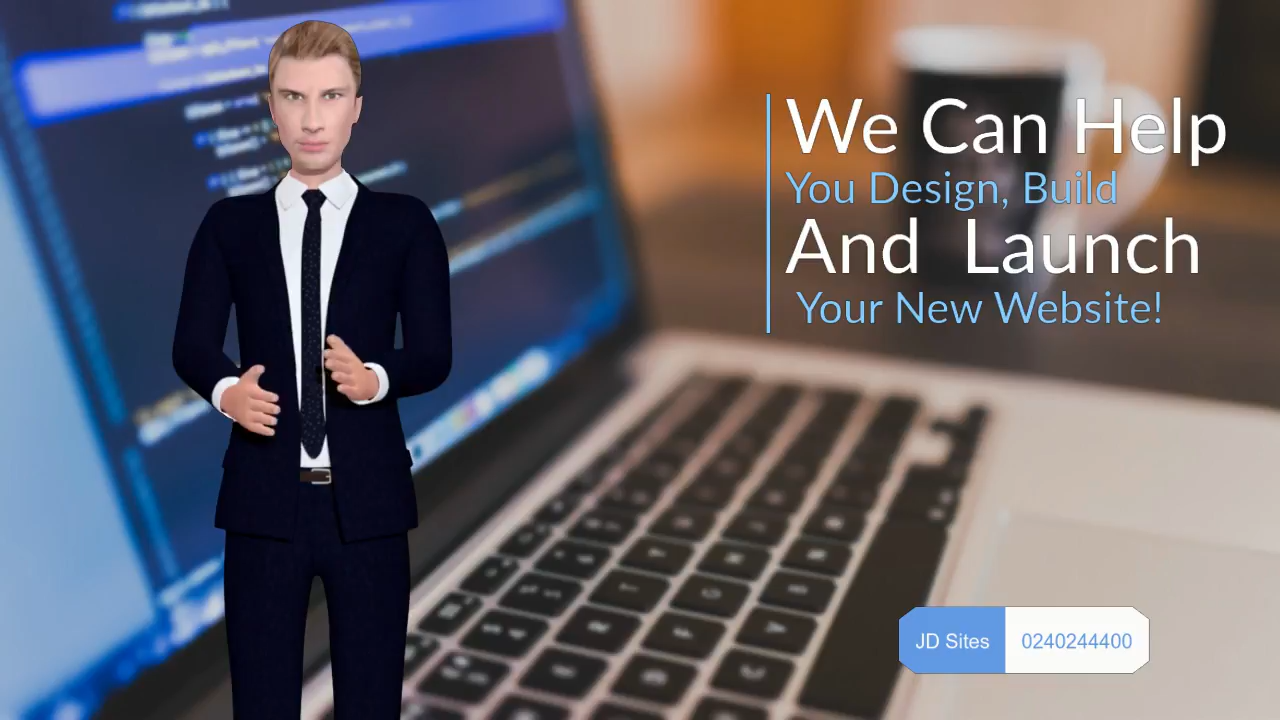 We Can Help
You Design, Build
And Launch
Your New Website!
JD Sites 0240244400